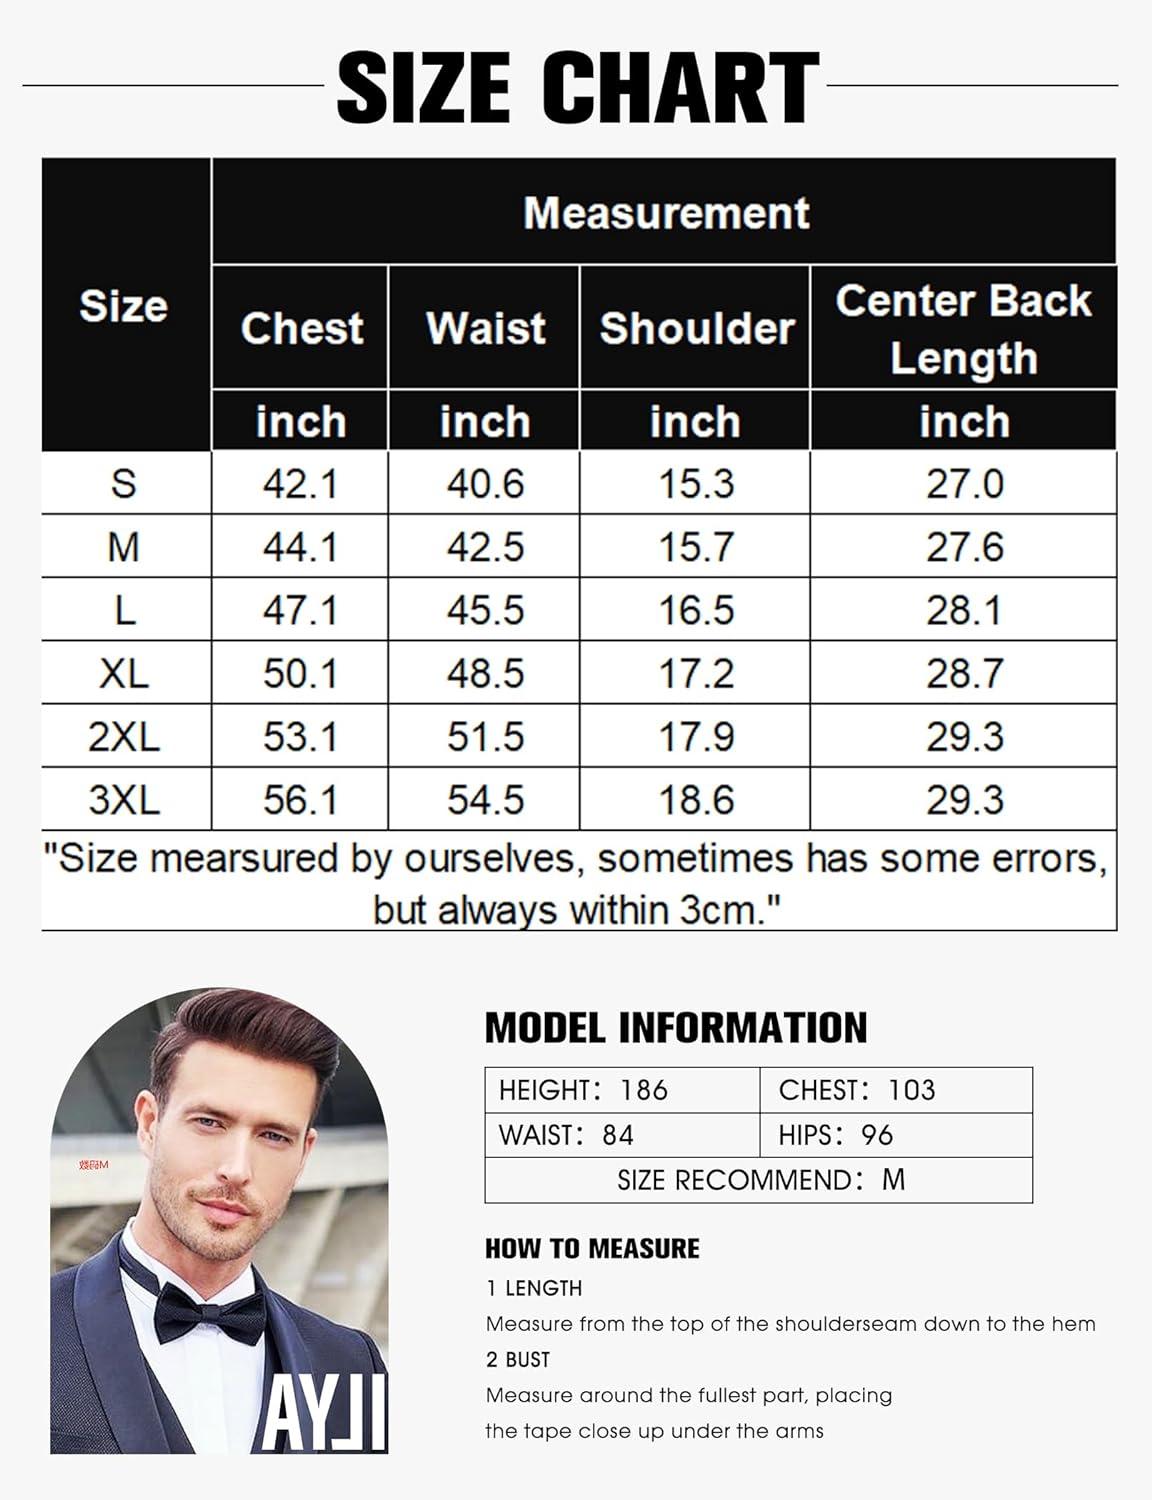 SIZE CHART
Size
Measurement
Chest Waist Shoulder Center Back Length
inch inch inch inch
S 42.1 40.6 15.3 27.0
M 44.1 42.5 15.7 27.6
L 47.1 45.5 16.5 28.1
XL 50.1 48.5 17.2 28.7
2XL 53.1 51.5 17.9 29.3
3XL 56.1 54.5 18.6 29.3
"Size mearsured by ourselves, sometimes has some errors,
but always within 3cm."
MODEL INFORMATION
HEIGHT: 186 CHEST: 103
WAIST: 84 HIPS: 96
SIZE RECOMMEND: M
HOW TO MEASURE
1 LENGTH
Measure from the top of the shoulderseam down to the hem
2 BUST
Measure around the fullest part, placing
the tape close up under the arms